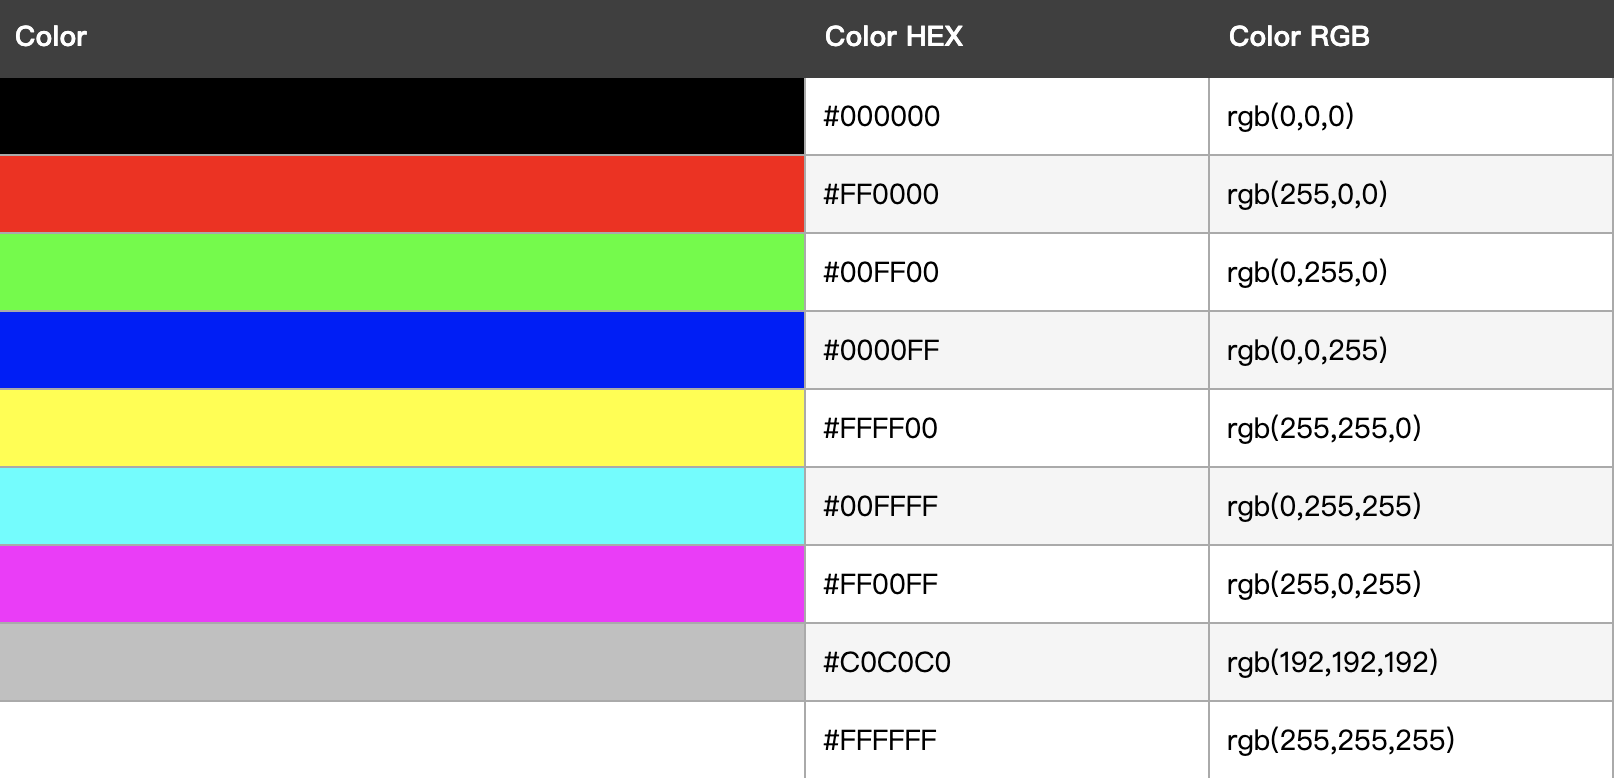 Color Color HEX Color RGB
#000000 rgb(0,0,0)
#FF0000 rgb(255,0,0)
#00FF00 rgb(0,255,0)
#0000FF rgb(0,0,255)
#FFFF00 rgb(255,255,0)
#00FFFF rgb(0,255,255)
#FF00FF rgb(255,0,255)
#C0C0C0 rgb(192,192,192)
#FFFFFF rgb(255,255,255)